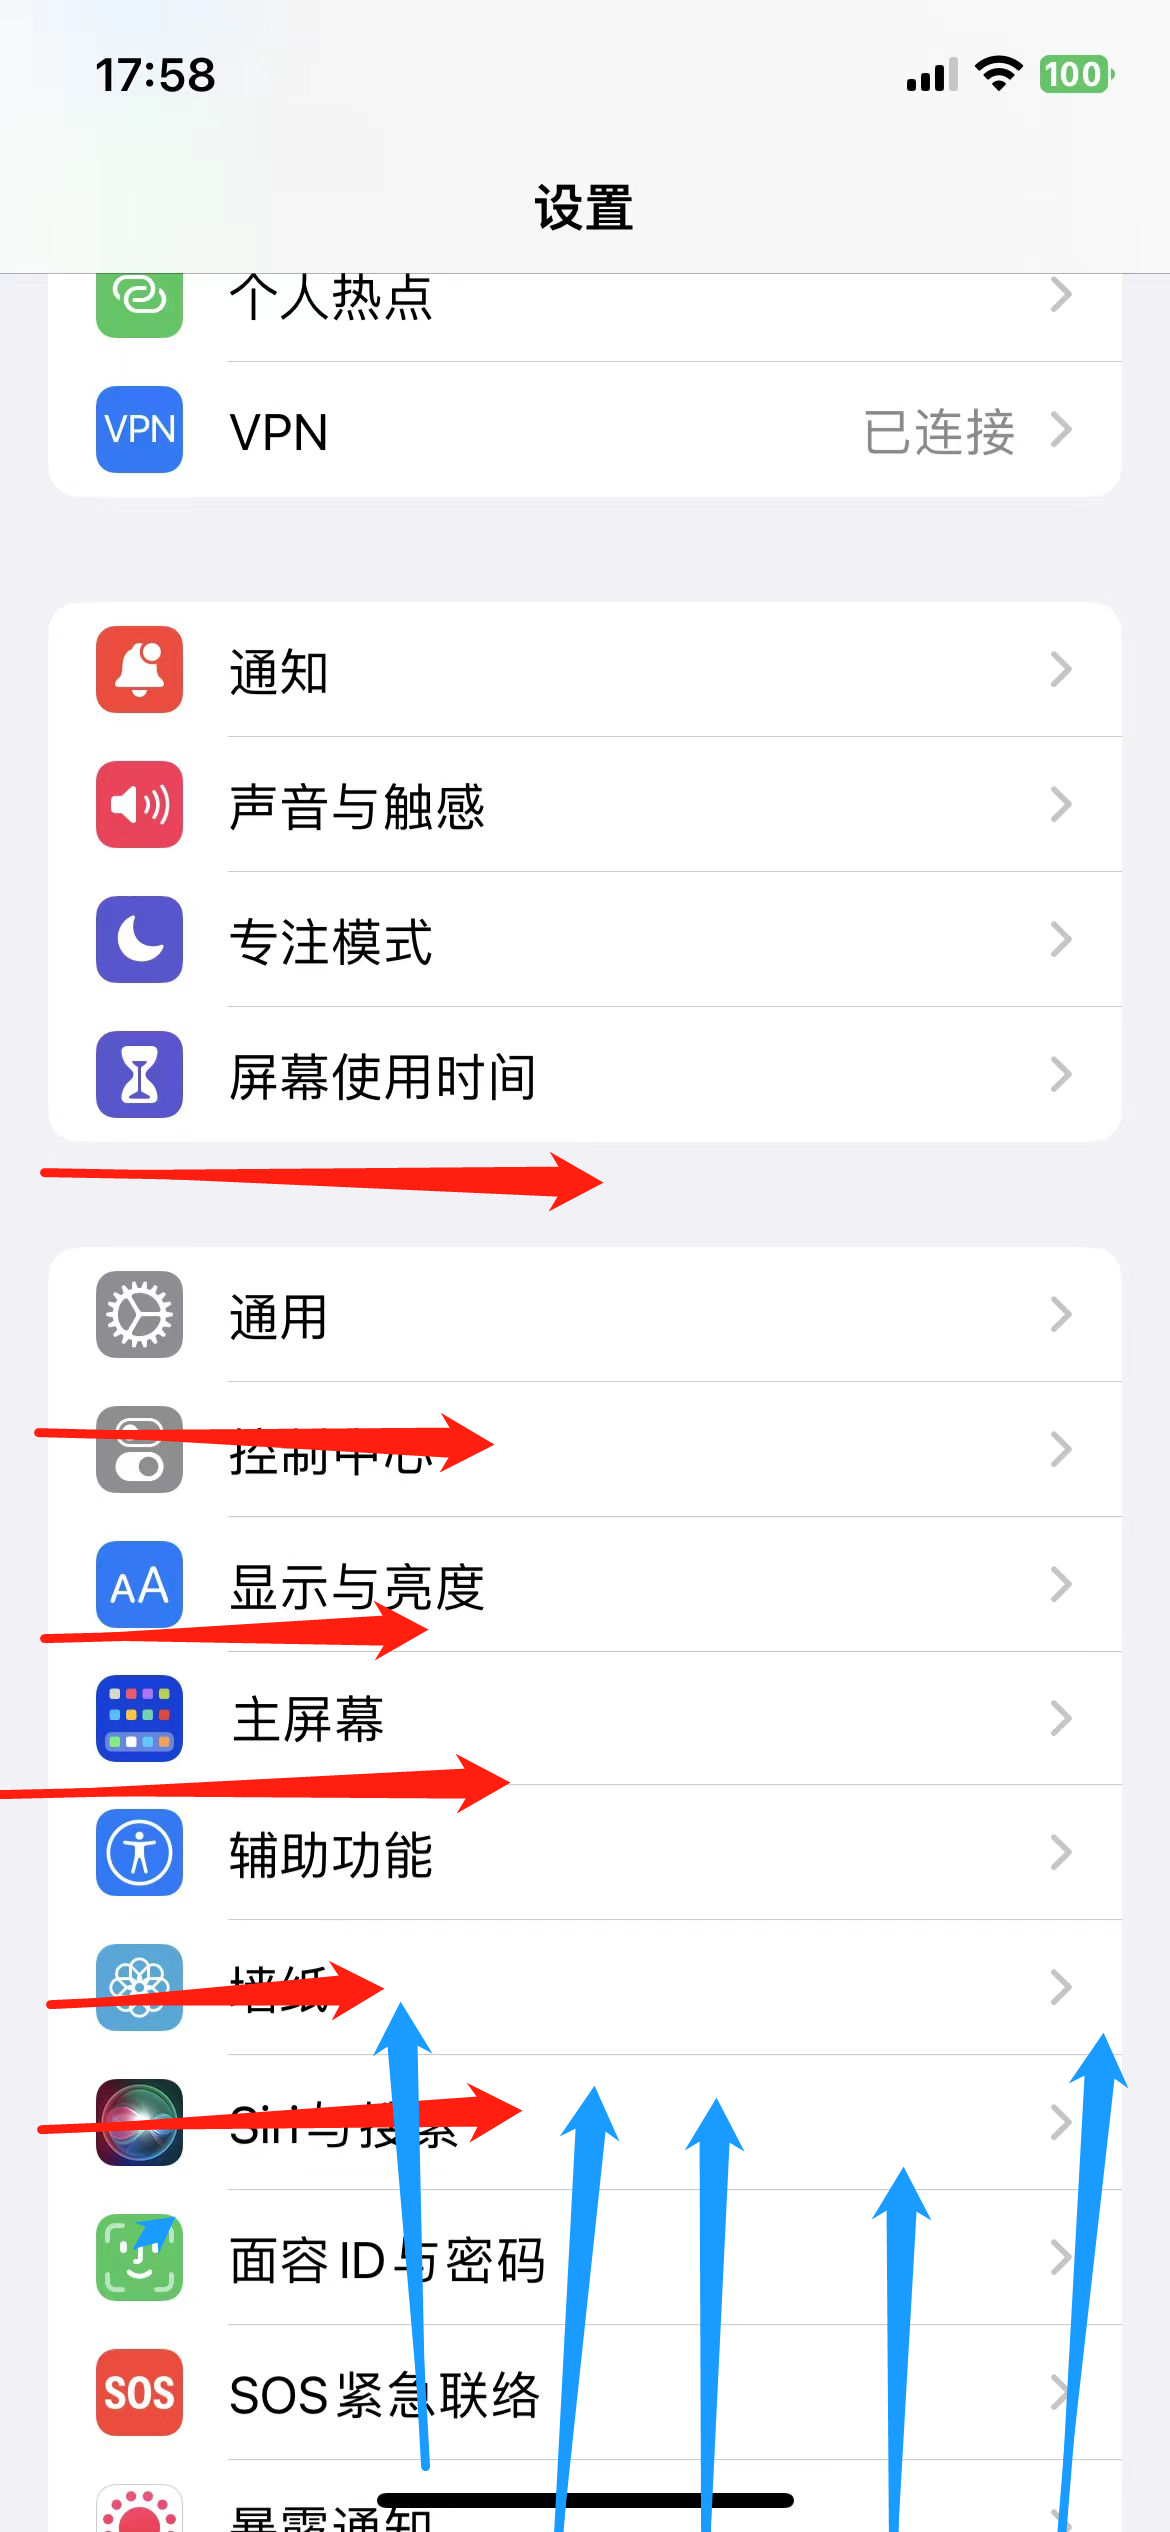 17:58
100
设置
个人热点
VPN
VPN
已连接
通知
声音与触感
专注模式
屏幕使用时间
通用
控制中心
AA
显示与亮度
主屏幕
辅助功能
墙纸
Siri与搜索
面容ID与密码
SOS
SOS紧急联络
暴露通知